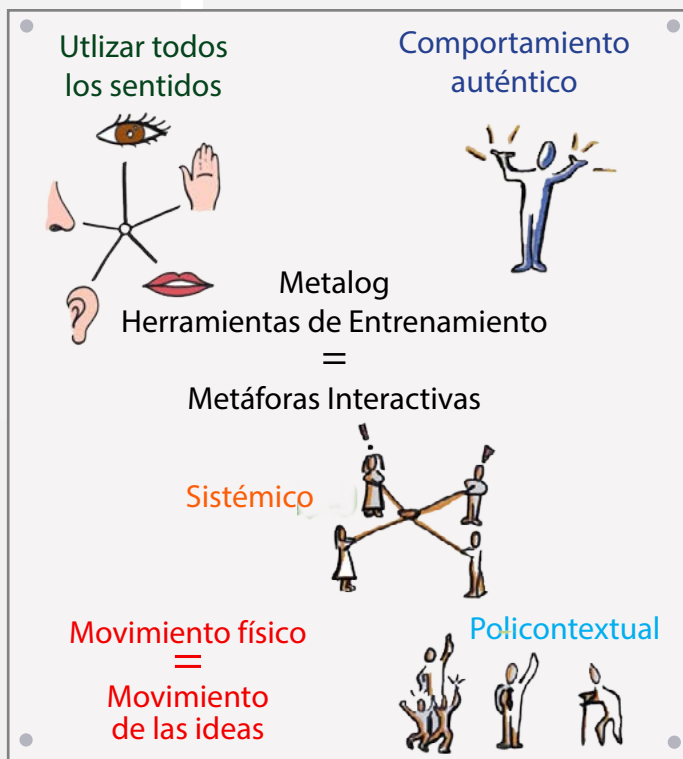 Utlizar todos
los sentidos
Comportamiento
auténtico
Metalog
Herramientas de Entrenamiento
=
Metáforas Interactivas
Sistémico
Movimiento físico
=
Movimiento
de las ideas
Policontextual